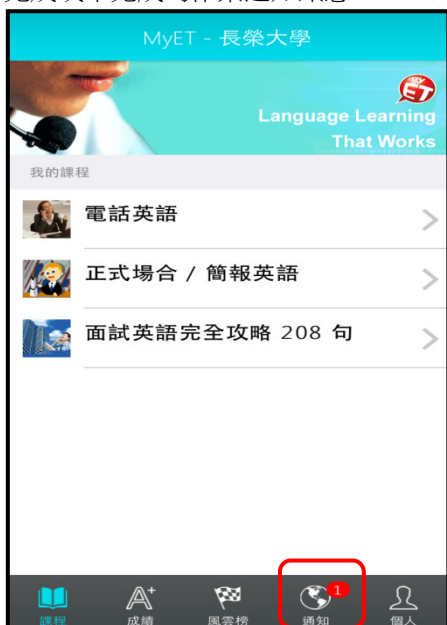 MyET - 長榮大學
MY
ET
Language Learning
That Works
我的課程
電話英語
正式場合 / 簡報英語
面試英語完全攻略 208 句
1
課程 成績 風雲榜 通知 個人